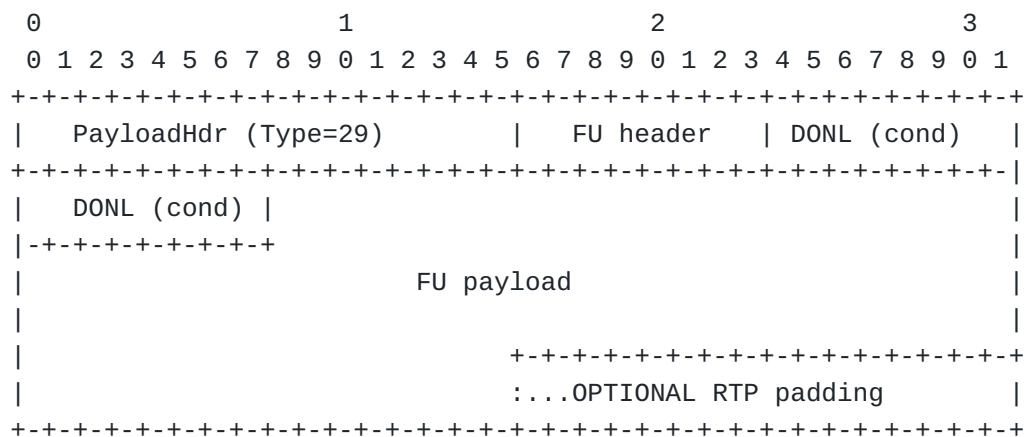 0                   1                   2                   3
 0 1 2 3 4 5 6 7 8 9 0 1 2 3 4 5 6 7 8 9 0 1 2 3 4 5 6 7 8 9 0 1
+-+-+-+-+-+-+-+-+-+-+-+-+-+-+-+-+-+-+-+-+-+-+-+-+-+-+-+-+-+-+-+-+
|   PayloadHdr (Type=29)        |   FU header   | DONL (cond)   |
+-+-+-+-+-+-+-+-+-+-+-+-+-+-+-+-+-+-+-+-+-+-+-+-+-+-+-+-+-+-+-+-|
|   DONL (cond) |                                               |
|-+-+-+-+-+-+-+-+                                               |
|                         FU payload                            |
|                                                               |
|                               +-+-+-+-+-+-+-+-+-+-+-+-+-+-+-+-+
|                               :...OPTIONAL RTP padding        |
+-+-+-+-+-+-+-+-+-+-+-+-+-+-+-+-+-+-+-+-+-+-+-+-+-+-+-+-+-+-+-+-+